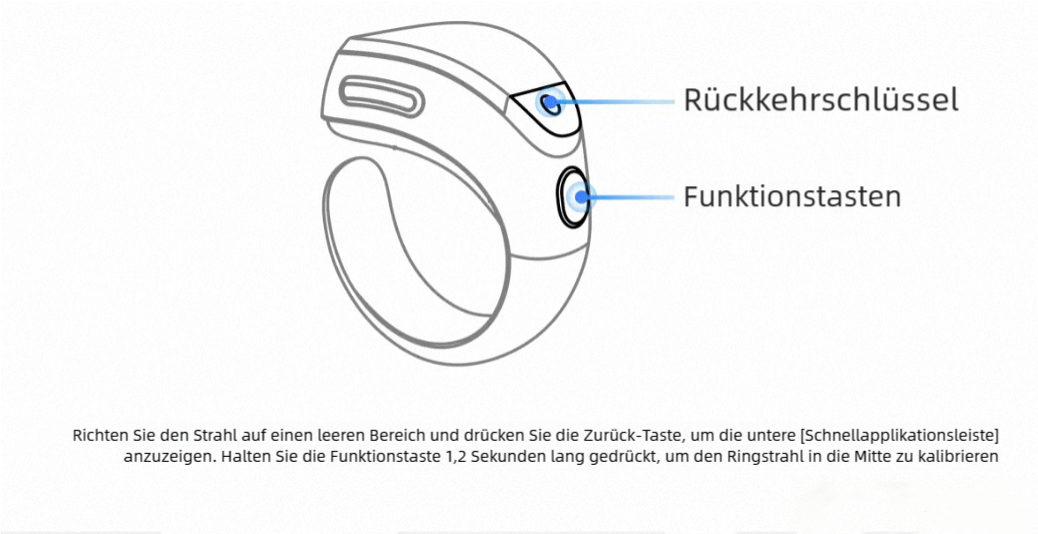 Rückkehrschlüssel
Funktionstasten
Richten Sie den Strahl auf einen leeren Bereich und drücken Sie die Zurück-Taste, um die untere [Schnellapplikationsleiste]
anzuzeigen. Halten Sie die Funktionstaste 1,2 Sekunden lang gedrückt, um den Ringstrahl in die Mitte zu kalibrieren